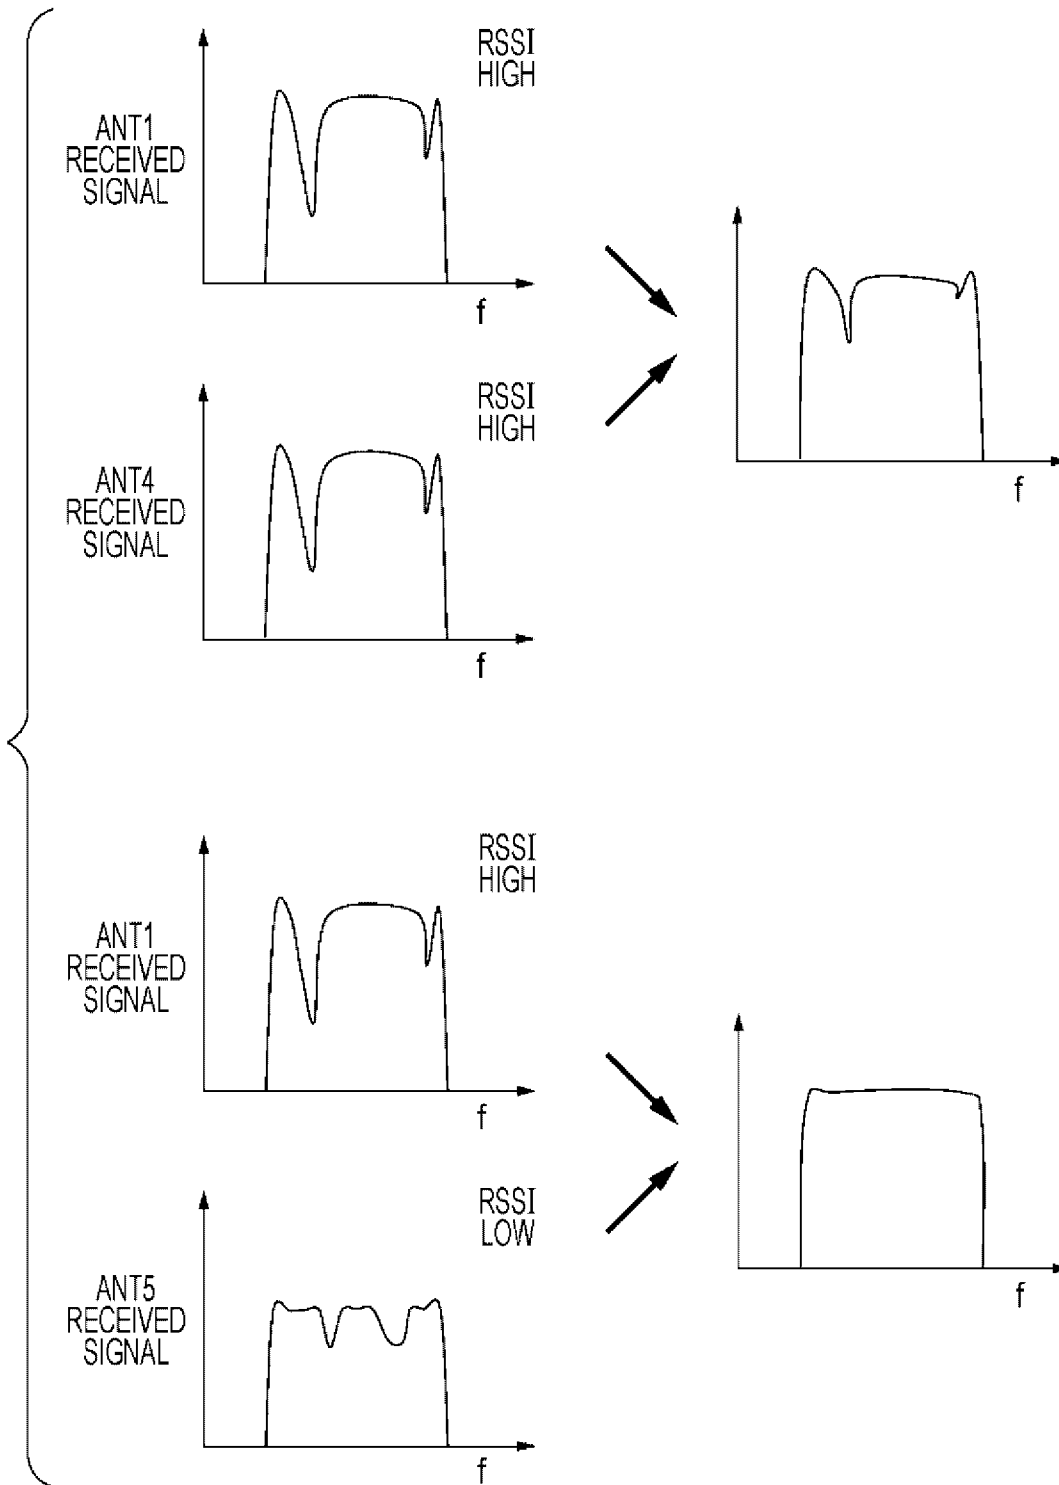 RSSI
HIGH
ANT1
RECEIVED
SIGNAL
f
RSSI
HIGH
ANT4
RECEIVED
SIGNAL
f
f
RSSI
HIGH
ANT1
RECEIVED
SIGNAL
f
RSSI
LOW
ANT5
RECEIVED
SIGNAL
f
f